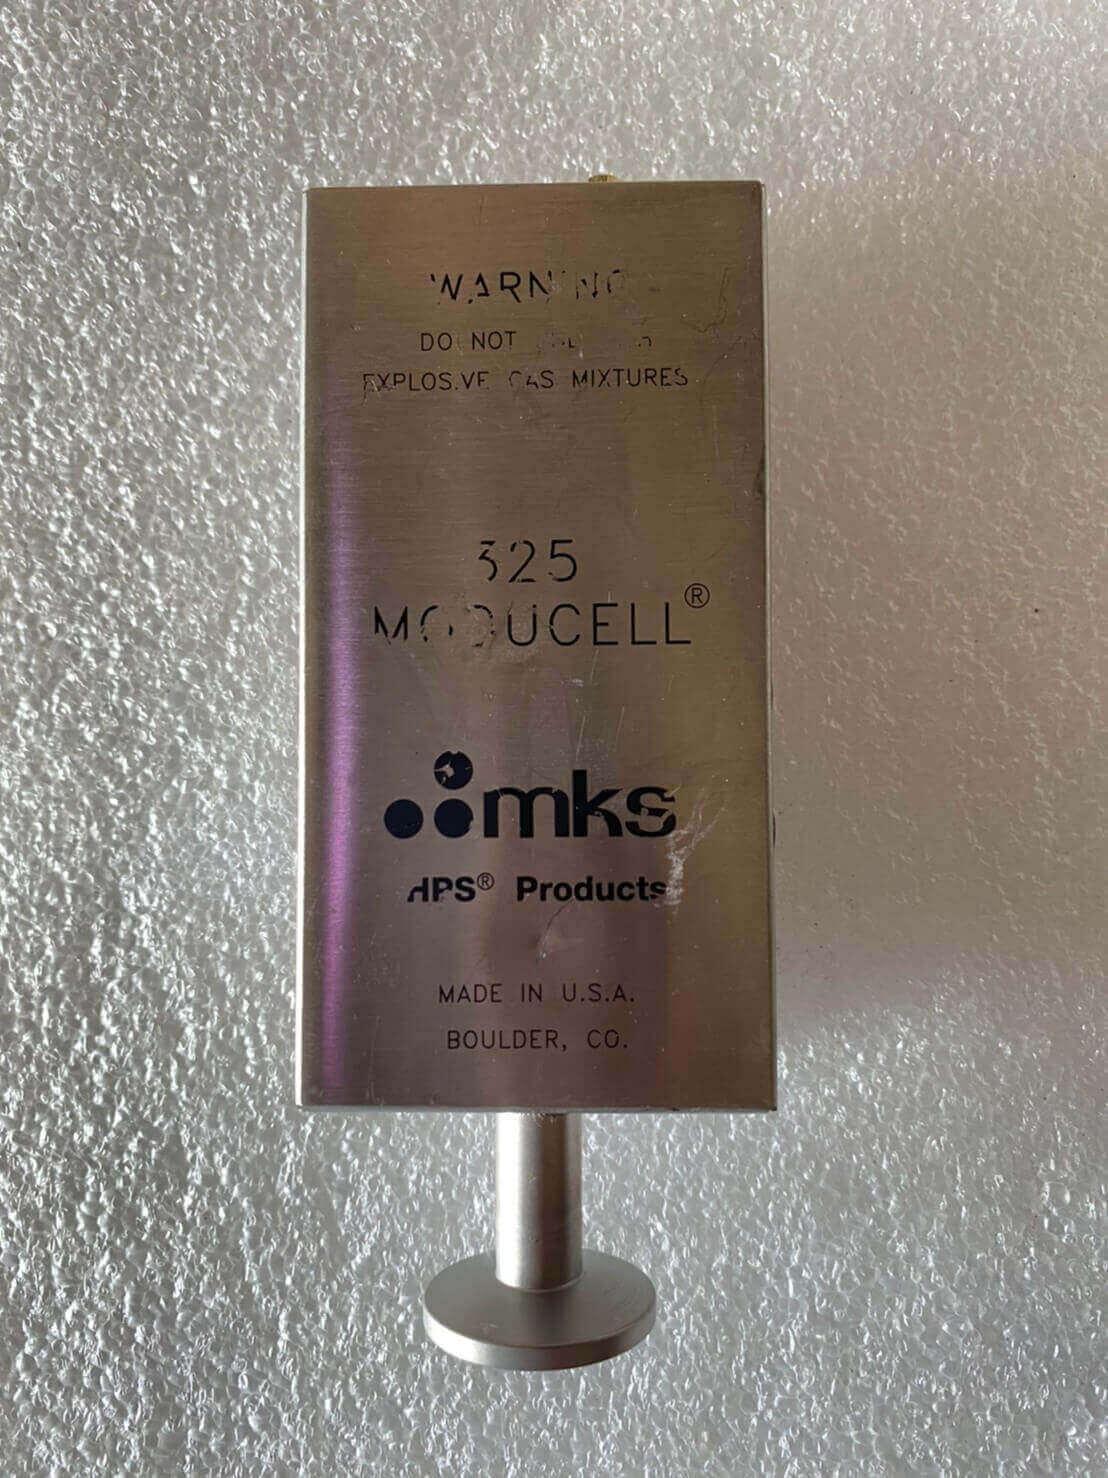 WARNING
DO NOT
EXPLOSIVE GAS MIXTURES
325
MODUCELL®
mks
HPS® Products
MADE IN U.S.A.
BOULDER, CO.